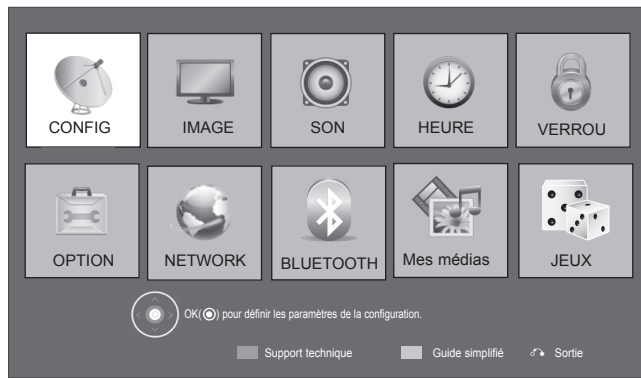 CONFIG IMAGE SON HEURE VERROU
OPTION NETWORK BLUETOOTH Mes médias JEUX
OK(◉) pour définir les paramètres de la configuration.
Support technique Guide simplifié Sortie